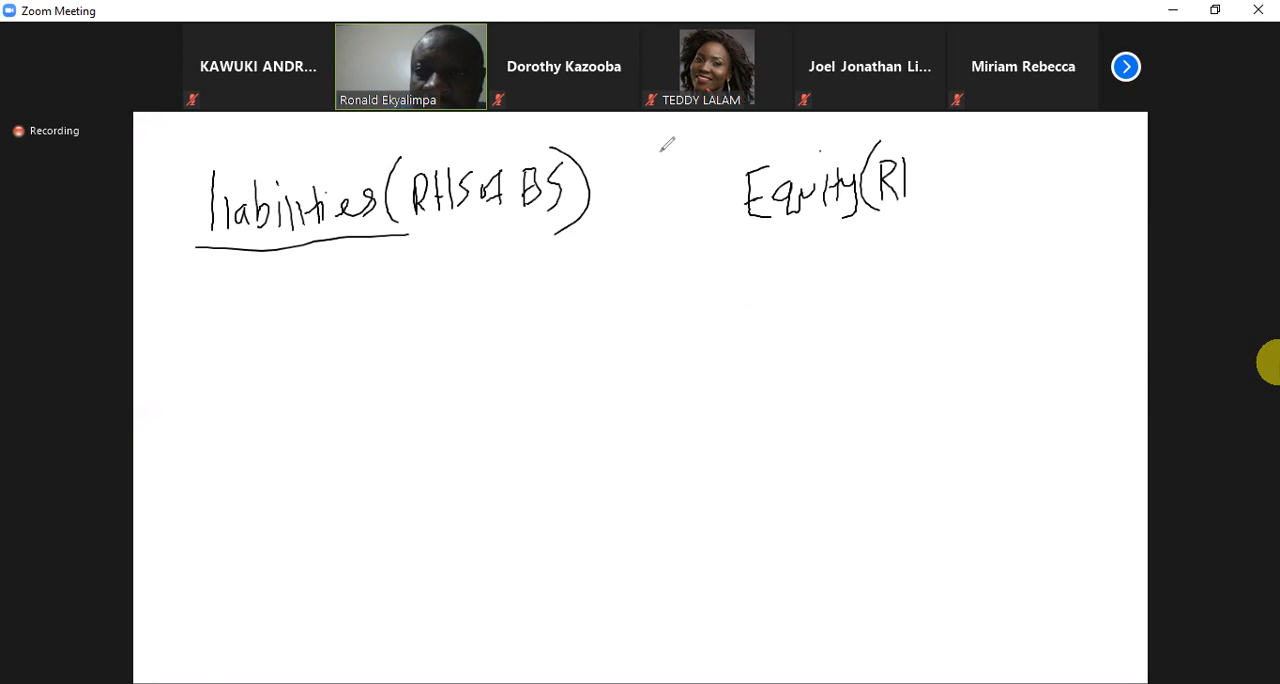 Zoom Meeting
KAWUKI ANDR...
Ronald Ekyalimpa
Dorothy Kazooba
TEDDY LALAM
Joel Jonathan Li...
Miriam Rebecca
Recording
liabilities (RHS of BS)
Equity (RH